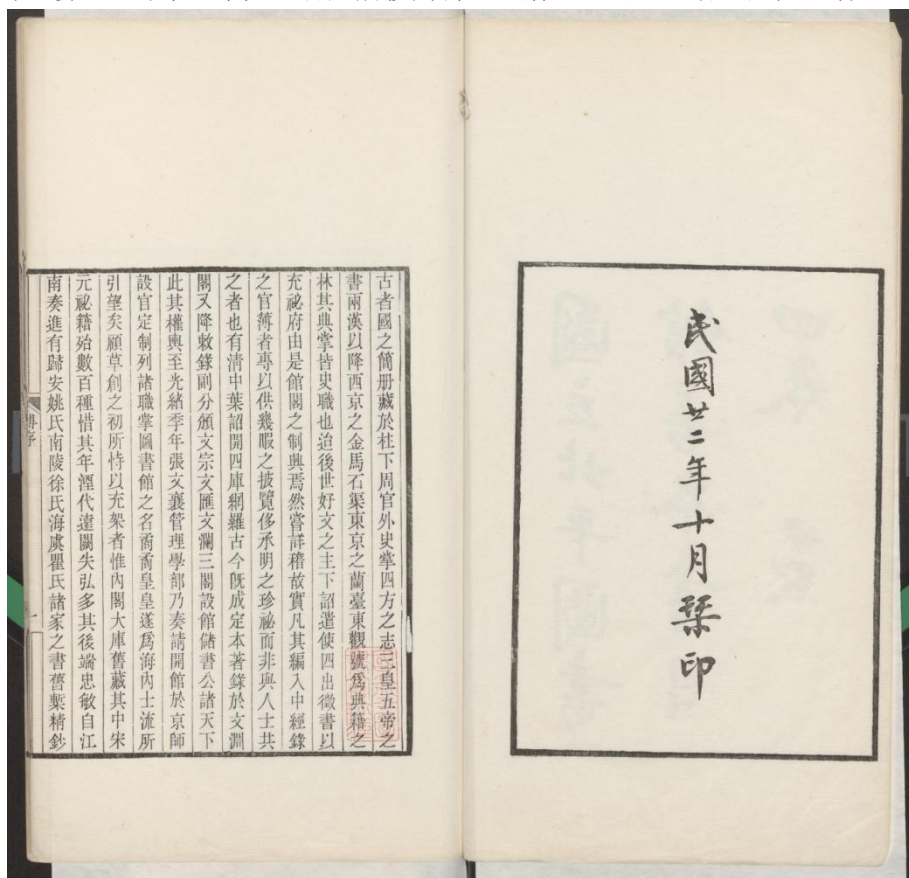 民國廿二年十月栞印
古者國之簡册藏於柱下周官外史掌四方之志三皇五帝之
書兩漢以降西京之金馬石渠東京之蘭臺東觀號爲典籍之
林其典掌皆史職也迨後世好文之主下詔遣使四出徵書以
充祕府由是館閣之制興焉然嘗詳稽故實凡其編入中經錄
之官簿者專以供幾暇之披覽侈承明之珍祕而非與人士共
之者也有清中葉詔開四庫網羅古今旣成定本著錄於文淵
閣又降敕錄副分頒文宗文匯文瀾三閣設館儲書公諸天下
此其權輿至光緒季年張文襄管理學部乃奏請開館於京師
設官定制列諸職掌圖書館之名矞矞皇皇遂爲海內士流所
引望矣顧草創之初所恃以充架者惟內閣大庫舊藏其中宋
元祕籍殆數百種惜其年湮代遠闕失弘多其後端忠敏自江
南奏進有歸安姚氏南陵徐氏海虞瞿氏諸家之書舊槧精鈔
序
一